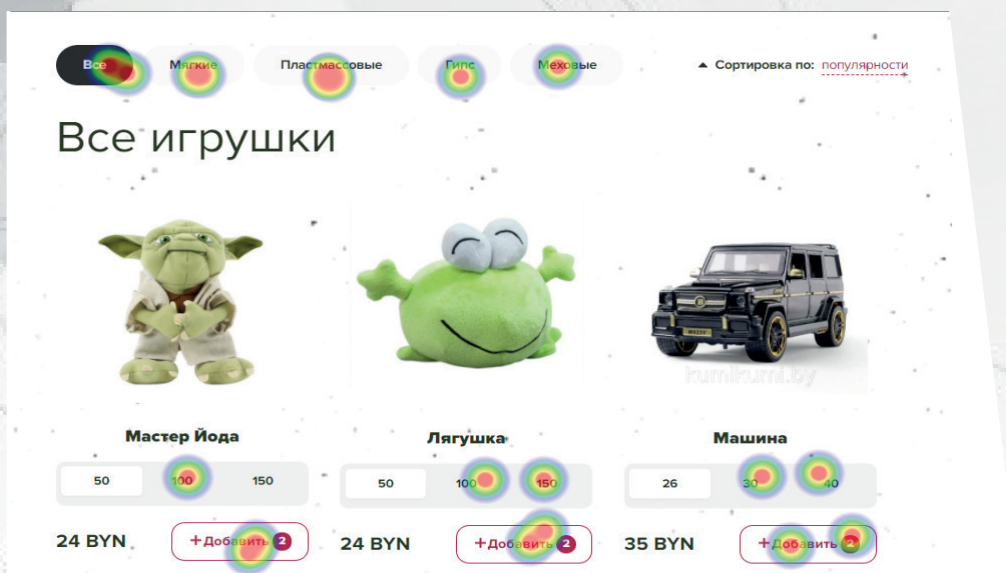 Все Мягкие Пластмассовые Гипс Меховые ▲ Сортировка по: популярности
Все игрушки
kumikumi.by
Мастер Йода Лягушка Машина
50 100 150 50 100 150 26 30 40
24 BYN +Добавить 2 24 BYN +Добавить 2 35 BYN +Добавить 2